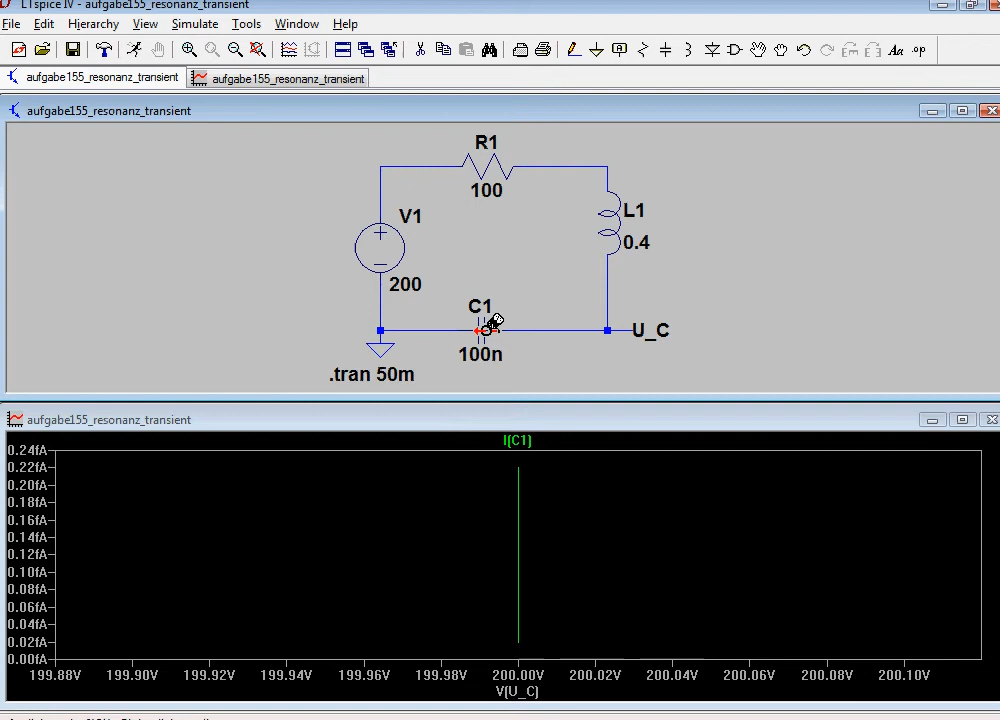 LTspice IV - aufgabe155_resonanz_transient
File Edit Hierarchy View Simulate Tools Window Help
Aa .op
aufgabe155_resonanz_transient aufgabe155_resonanz_transient
aufgabe155_resonanz_transient
R1
100
V1
200
L1
0.4
C1
100n
U_C
.tran 50m
aufgabe155_resonanz_transient
I(C1)
0.24fA
0.22fA
0.20fA
0.18fA
0.16fA
0.14fA
0.12fA
0.10fA
0.08fA
0.06fA
0.04fA
0.02fA
0.00fA
199.88V 199.90V 199.92V 199.94V 199.96V 199.98V 200.00V 200.02V 200.04V 200.06V 200.08V 200.10V
V(U_C)